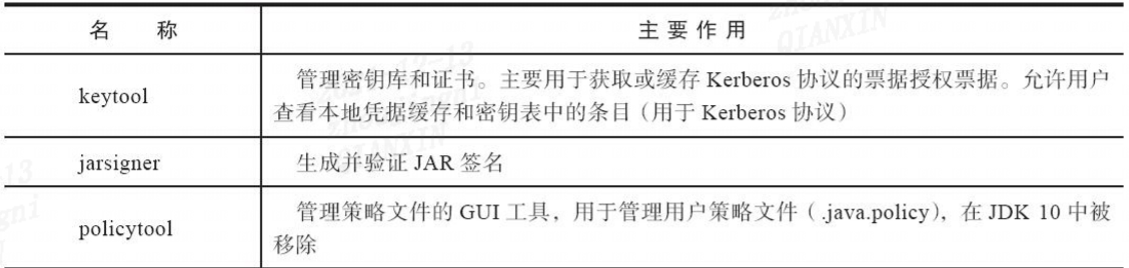 名 称 主要作用
keytool 管理密钥库和证书。主要用于获取或缓存 Kerberos 协议的票据授权票据。允许用户
查看本地凭据缓存和密钥表中的条目（用于 Kerberos 协议）
jarsigner 生成并验证 JAR 签名
policytool 管理策略文件的 GUI 工具，用于管理用户策略文件（.java.policy），在 JDK 10 中被
移除
QIANXIN
QIANXIN